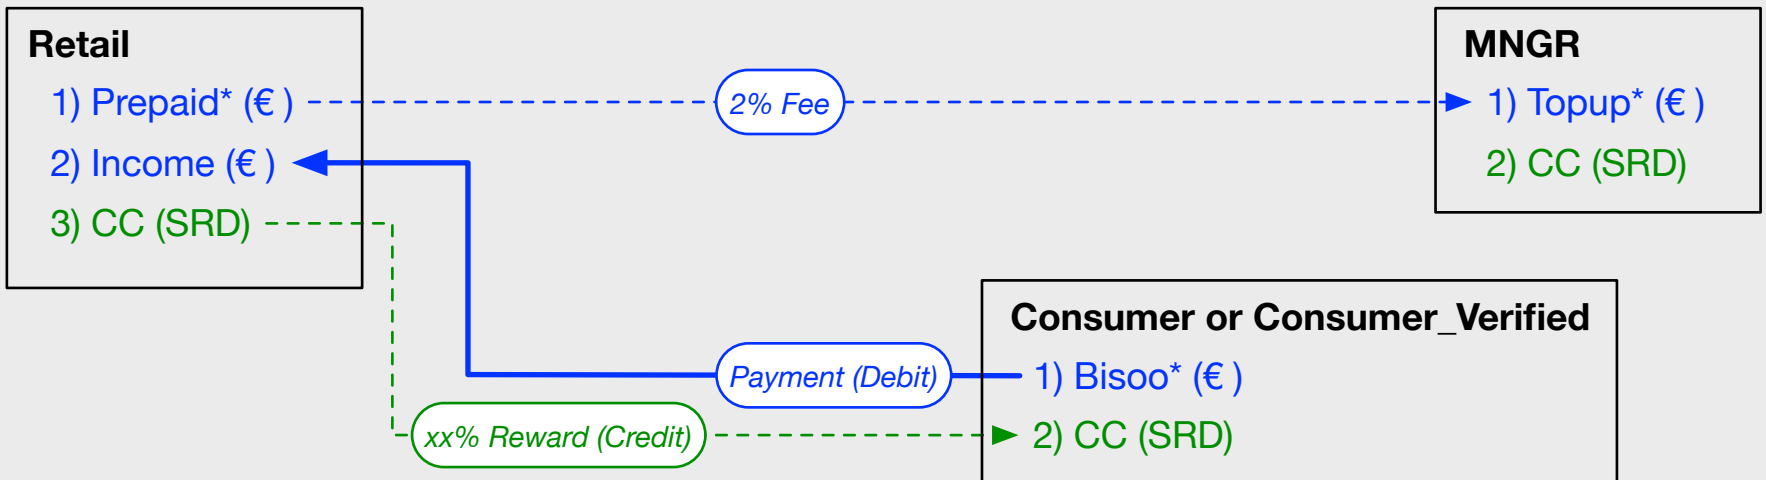 Retail
1) Prepaid* (€ )
2) Income (€ )
3) CC (SRD)
2% Fee
MNGR
1) Topup* (€ )
2) CC (SRD)
Consumer or Consumer_Verified
1) Bisoo* (€ )
2) CC (SRD)
Payment (Debit)
xx% Reward (Credit)